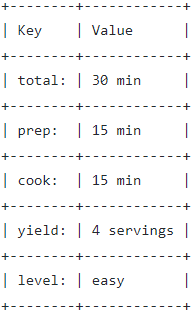 +--------+------------+
| Key    | Value      |
+--------+------------+
| total: | 30 min     |
+--------+------------+
| prep:  | 15 min     |
+--------+------------+
| cook:  | 15 min     |
+--------+------------+
| yield: | 4 servings |
+--------+------------+
| level: | easy       |
+--------+------------+